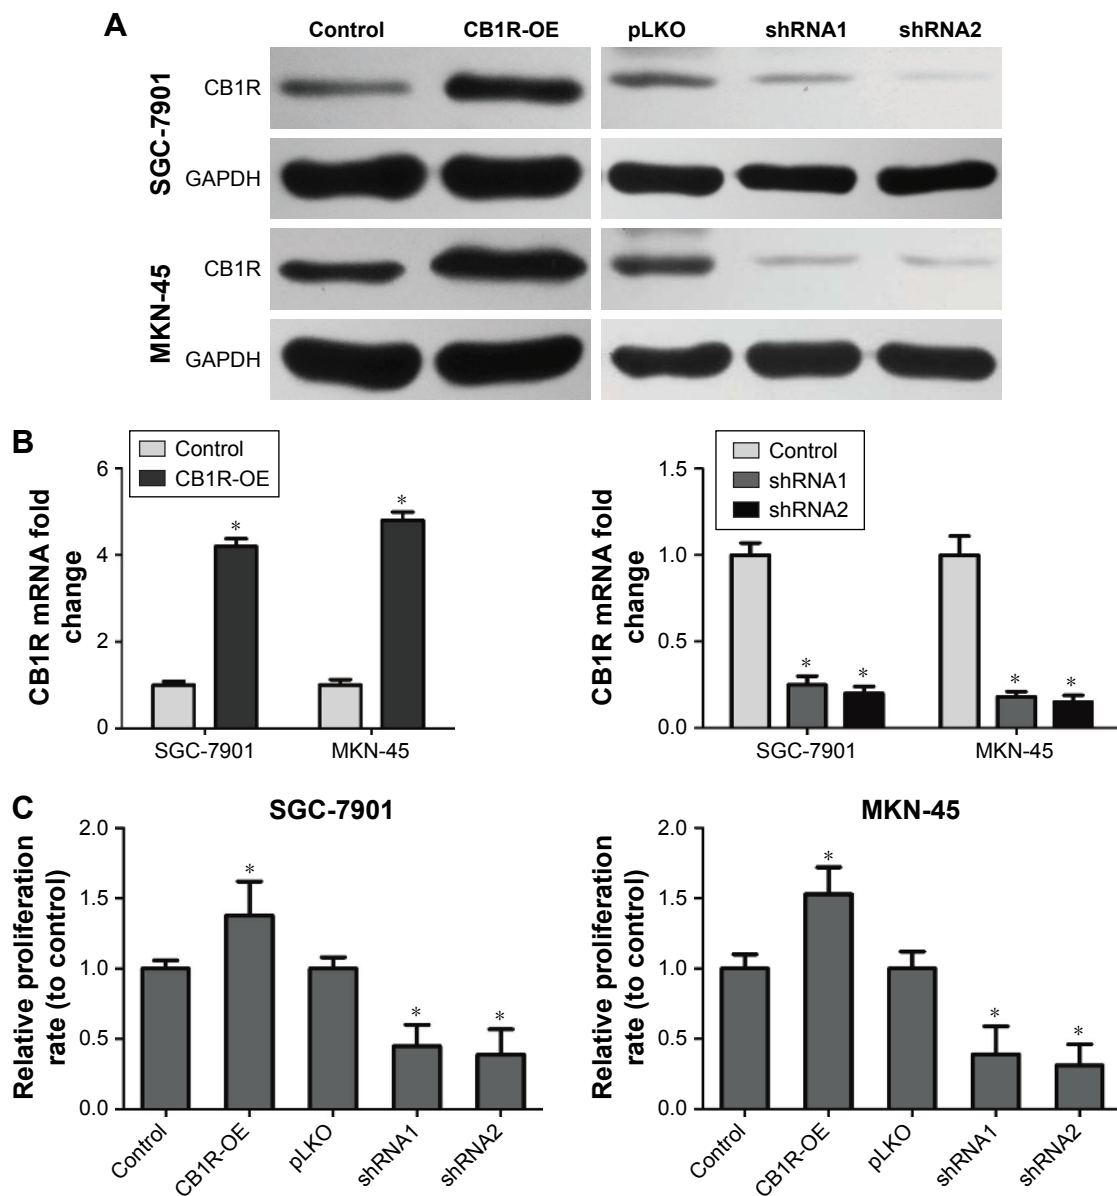 A
Control CB1R-OE pLKO shRNA1 shRNA2
SGC-7901
CB1R
GAPDH
MKN-45
CB1R
GAPDH
B
CB1R mRNA fold
change
Control
CB1R-OE
6
4
2
0
*
*
SGC-7901 MKN-45
CB1R mRNA fold
change
Control
shRNA1
shRNA2
1.5
1.0
0.5
0.0
* *
* *
SGC-7901 MKN-45
C
SGC-7901
Relative proliferation
rate (to control)
2.0
1.5
1.0
0.5
0.0
*
*
*
Control CB1R-OE pLKO shRNA1 shRNA2
MKN-45
Relative proliferation
rate (to control)
2.0
1.5
1.0
0.5
0.0
*
*
*
Control CB1R-OE pLKO shRNA1 shRNA2